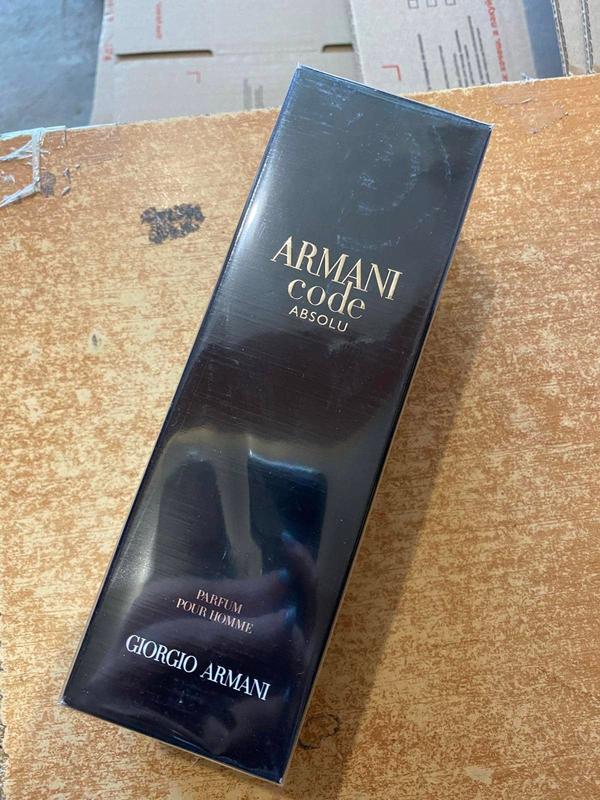 ARMANI
code
ABSOLU
PARFUM
POUR HOMME
GIORGIO ARMANI